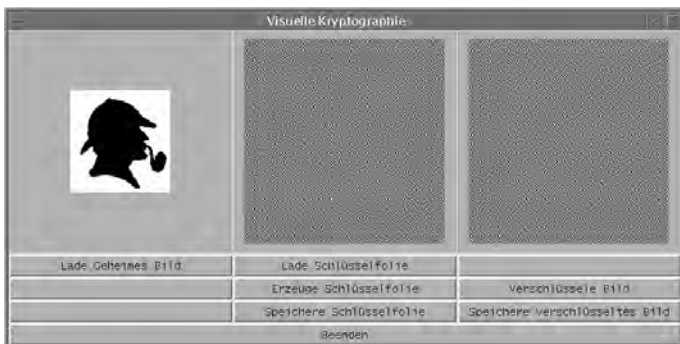 Visuelle Kryptographie
Lade Geheimes Bild
Lade Schlüsselfolie
Erzeuge Schlüsselfolie
Verschlüssele Bild
Speichere Schlüsselfolie
Speichere verschlüsseltes Bild
Beenden